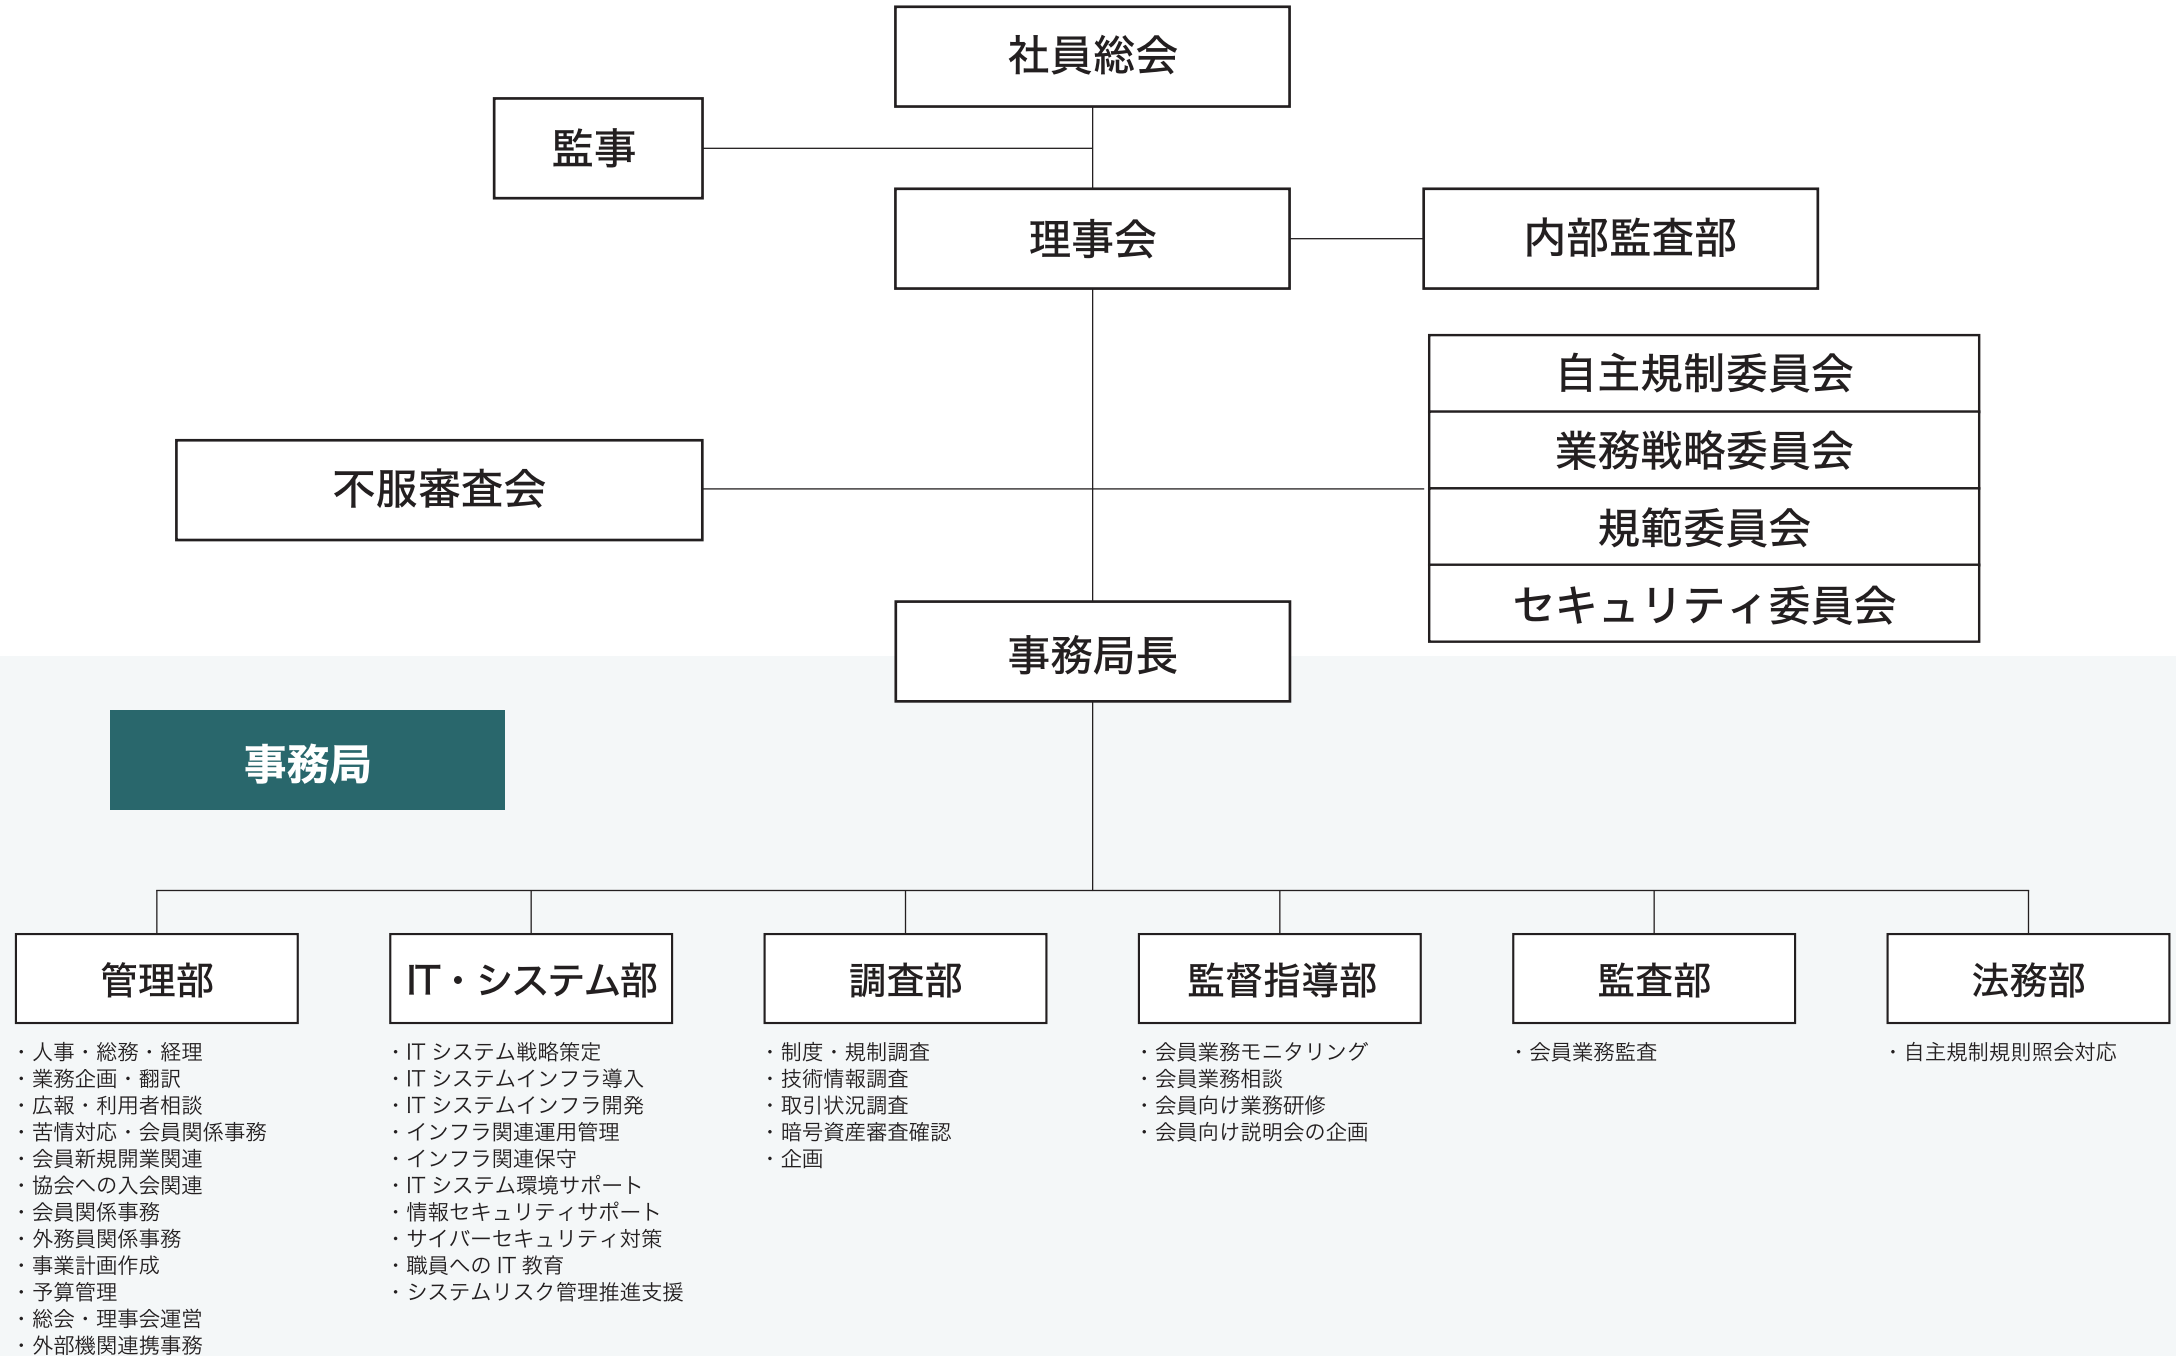 社員総会
監事
理事会
内部監査部
自主規制委員会
業務戦略委員会
不服審査会
規範委員会
セキュリティ委員会
事務局長
事務局
管理部
・人事・総務・経理
・業務企画・翻訳
・広報・利用者相談
・苦情対応・会員関係事務
・会員新規開業関連
・協会への入会関連
・会員関係事務
・外務員関係事務
・事業計画作成
・予算管理
・総会・理事会運営
・外部機関連携事務
IT・システム部
・IT システム戦略策定
・IT システムインフラ導入
・IT システムインフラ開発
・インフラ関連運用管理
・インフラ関連保守
・IT システム環境サポート
・情報セキュリティサポート
・サイバーセキュリティ対策
・職員への IT 教育
・システムリスク管理推進支援
調査部
・制度・規制調査
・技術情報調査
・取引状況調査
・暗号資産審査確認
・企画
監督指導部
・会員業務モニタリング
・会員業務相談
・会員向け業務研修
・会員向け説明会の企画
監査部
・会員業務監査
法務部
・自主規制規則照会対応